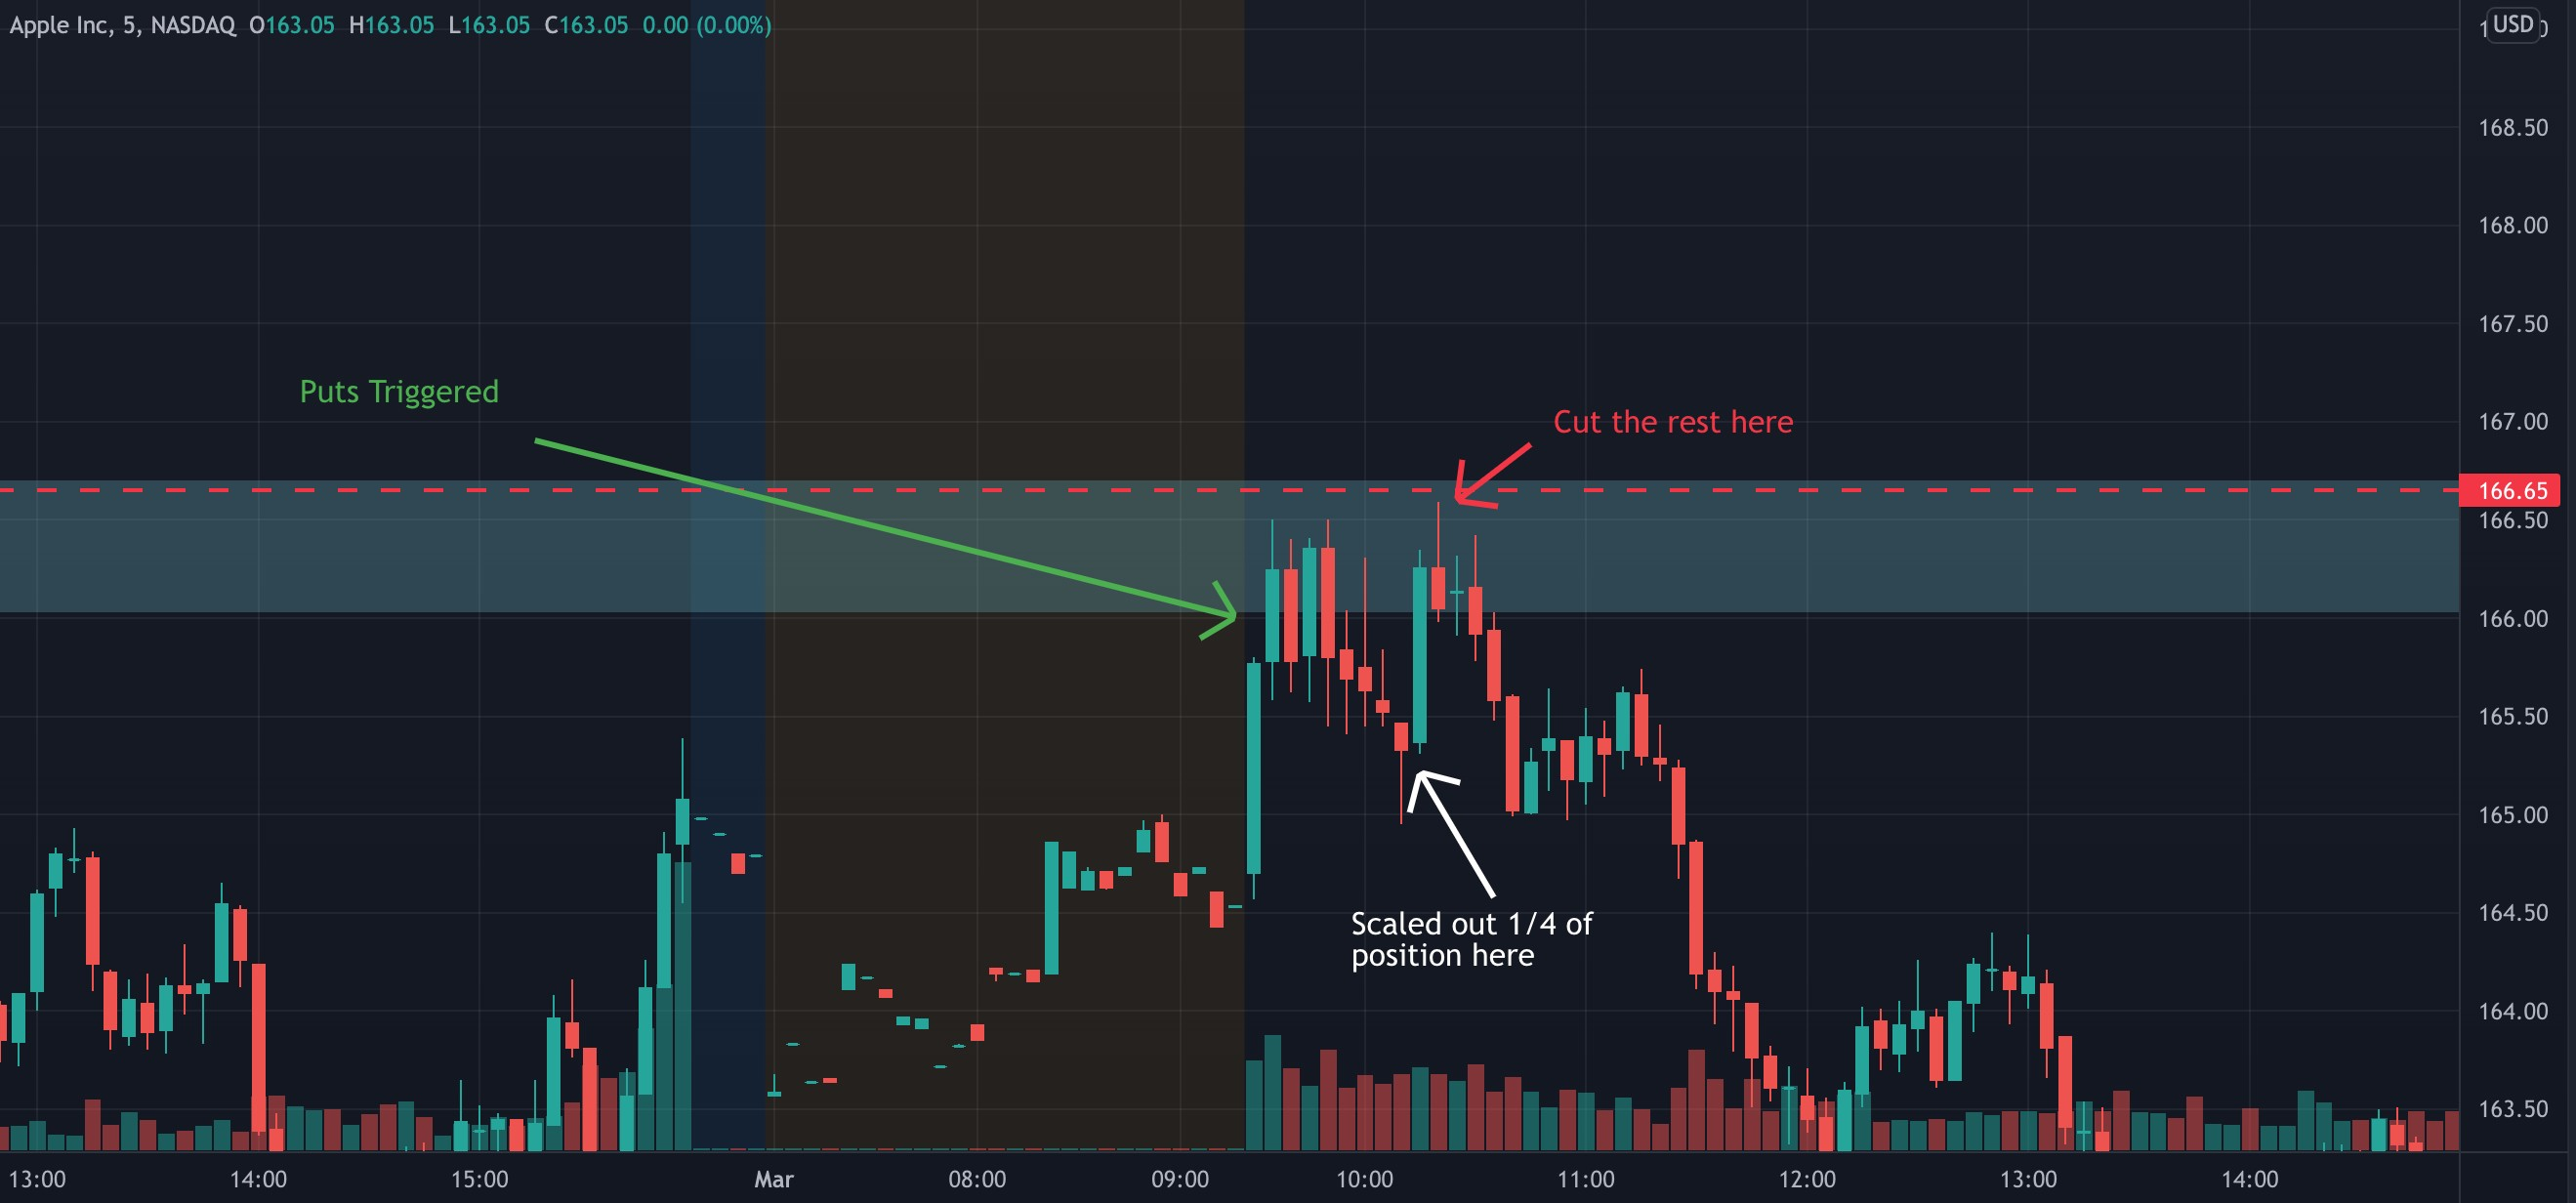 Apple Inc, 5, NASDAQ O163.05 H163.05 L163.05 C163.05 0.00 (0.00%)
USD
168.50
168.00
167.50
Puts Triggered
Cut the rest here
167.00
166.65
166.50
166.00
165.50
165.00
Scaled out 1/4 of
position here
164.50
164.00
163.50
13:00 14:00 15:00 Mar 08:00 09:00 10:00 11:00 12:00 13:00 14:00